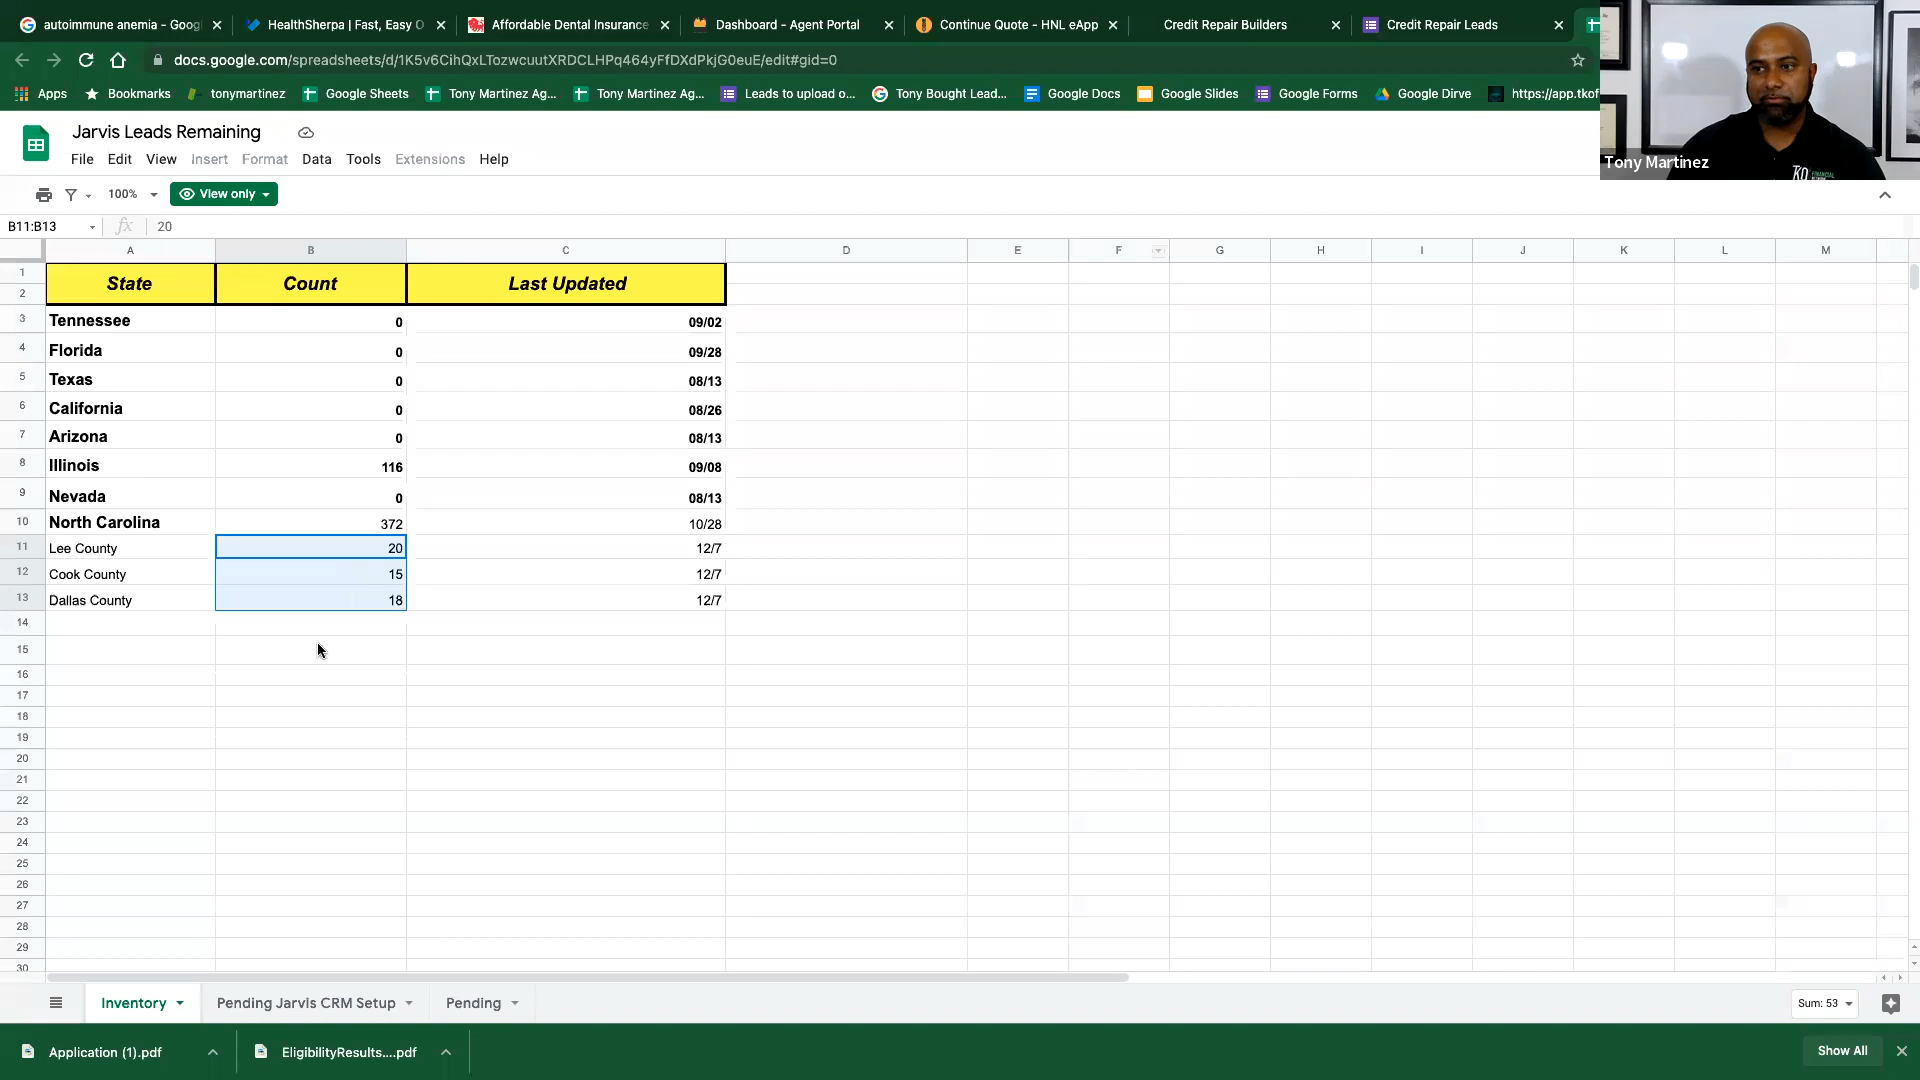 autoimmune anemia - Goog
HealthSherpa | Fast, Easy O
Affordable Dental Insurance
Dashboard - Agent Portal
Continue Quote - HNL eApp
Credit Repair Builders
Credit Repair Leads
docs.google.com/spreadsheets/d/1K5v6CihQxLTozwcuutXRDCLHPq464yFfDXdPkjG0euE/edit#gid=0
Apps
Bookmarks
tonymartinez
Google Sheets
Tony Martinez Ag...
Tony Martinez Ag...
Leads to upload o...
Tony Bought Lead...
Google Docs
Google Slides
Google Forms
Google Dirve
https://app.tkof
Jarvis Leads Remaining
File Edit View Insert Format Data Tools Extensions Help
Tony Martinez
KO FINANCIAL
100% View only
B11:B13 fx 20
A B C D E F G H I J K L M
1
2
State Count Last Updated
3 Tennessee 0 09/02
4 Florida 0 09/28
5 Texas 0 08/13
6 California 0 08/26
7 Arizona 0 08/13
8 Illinois 116 09/08
9 Nevada 0 08/13
10 North Carolina 372 10/28
11 Lee County 20 12/7
12 Cook County 15 12/7
13 Dallas County 18 12/7
14
15
16
17
18
19
20
21
22
23
24
25
26
27
28
29
30
Inventory Pending Jarvis CRM Setup Pending Sum: 53
Application (1).pdf EligibilityResults....pdf Show All